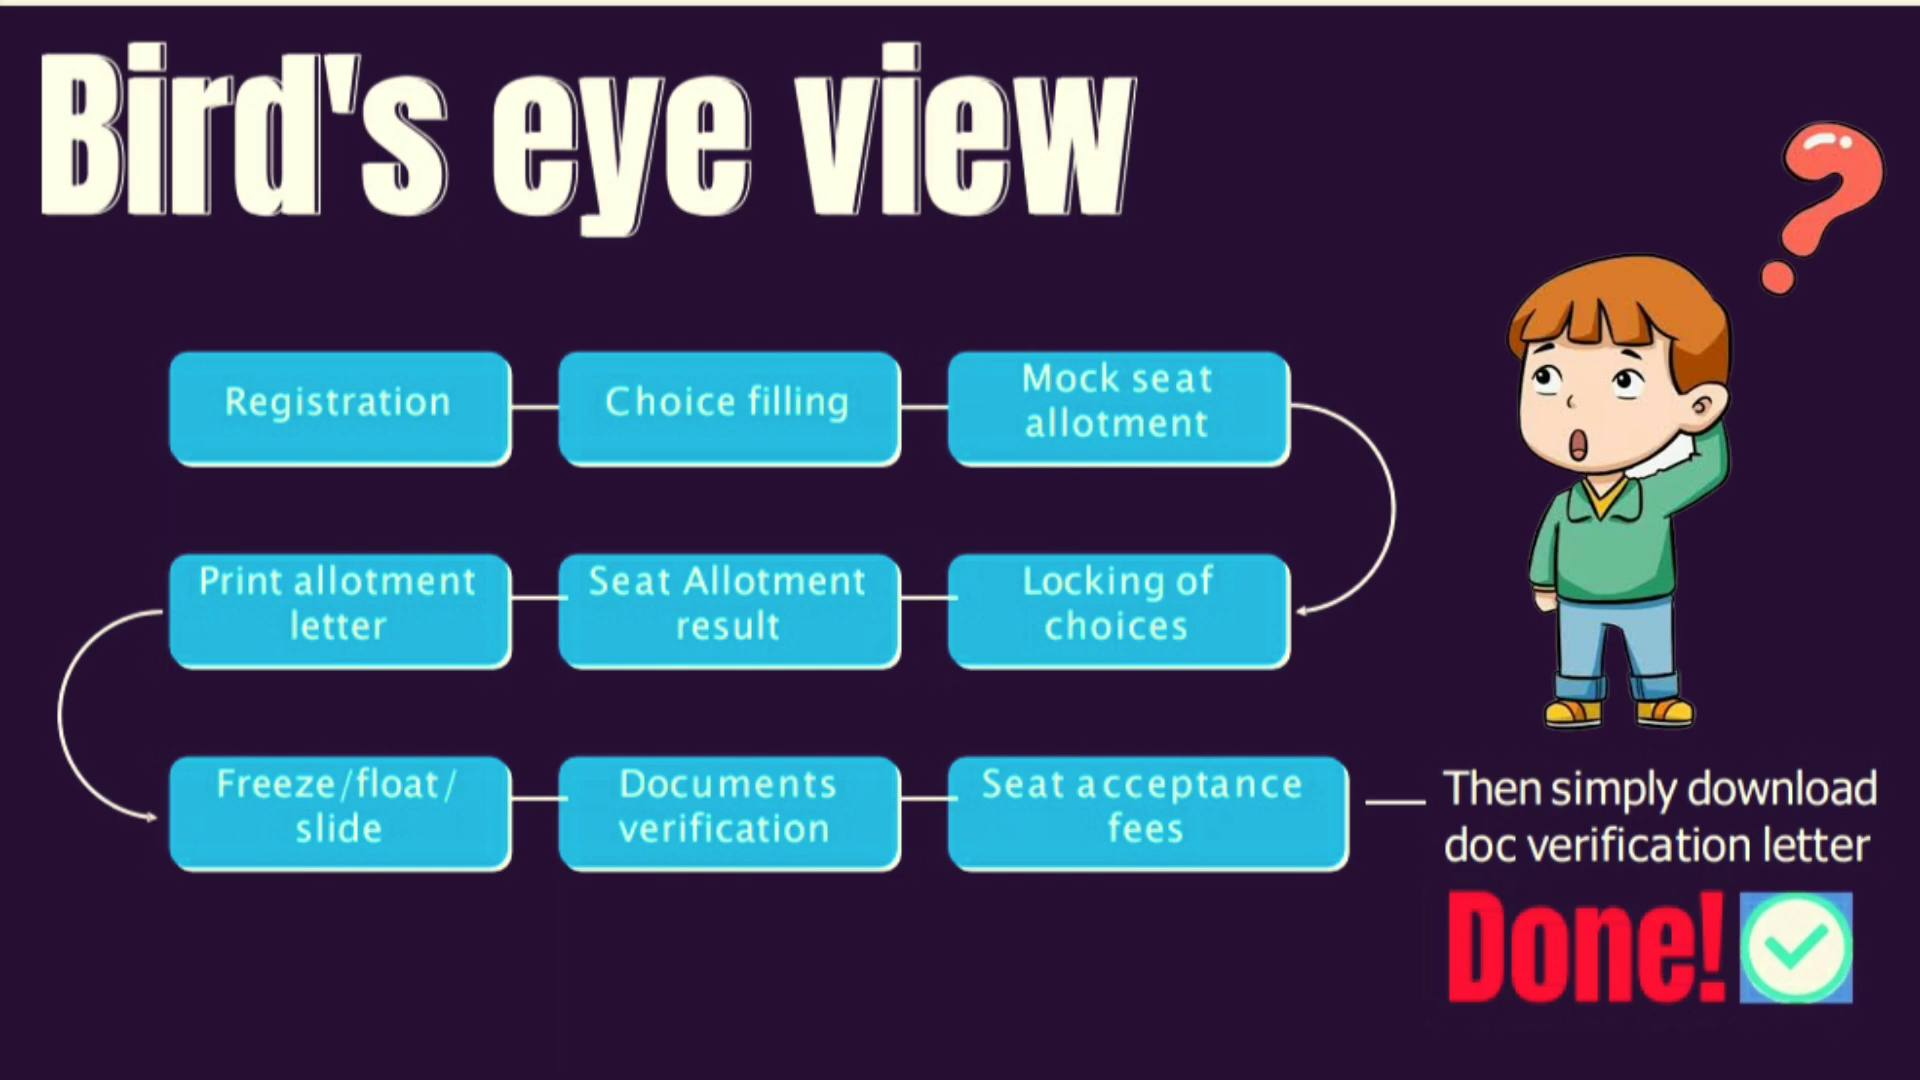 Bird's eye view
Registration
Choice filling
Mock seat
allotment
Locking of
choices
Seat Allotment
result
Print allotment
letter
Freeze/float/
slide
Documents
verification
Seat acceptance
fees
Then simply download
doc verification letter
Done!